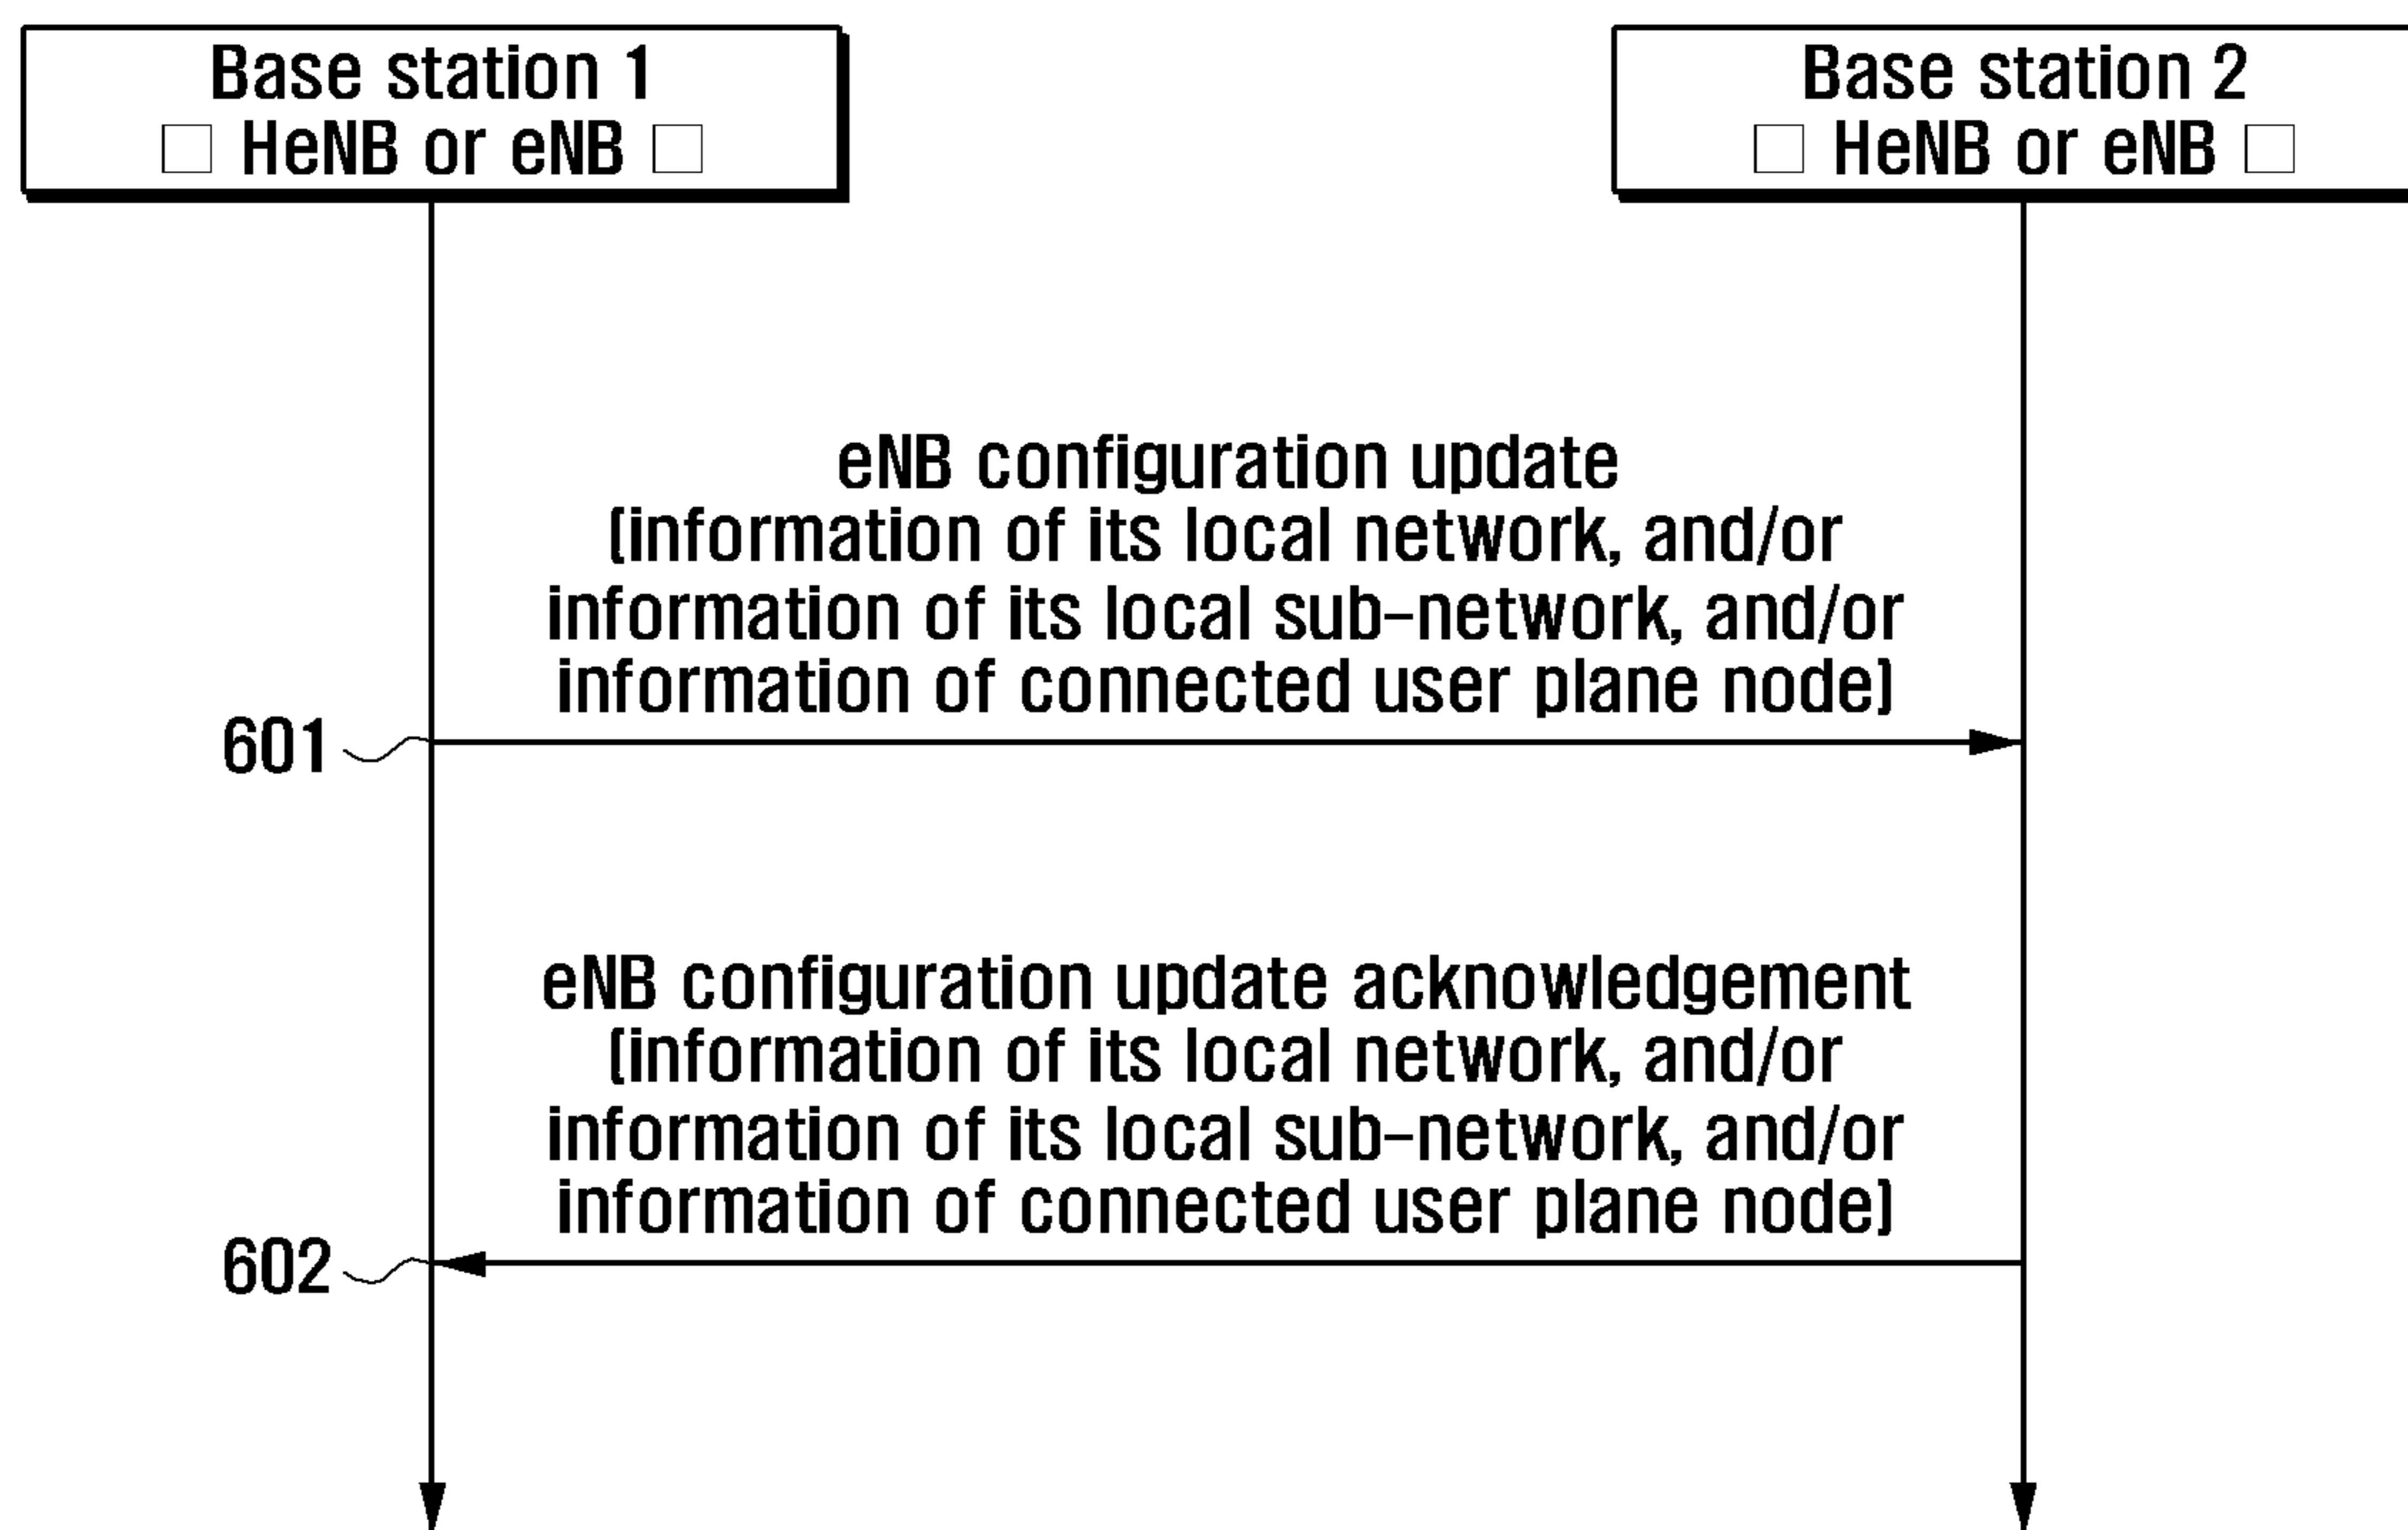 Base station 1
□ HeNB or eNB □
Base station 2
□ HeNB or eNB □
eNB configuration update
(information of its local network, and/or
information of its local sub-network, and/or
information of connected user plane node)
601
eNB configuration update acknowledgement
(information of its local network, and/or
information of its local sub-network, and/or
information of connected user plane node)
602